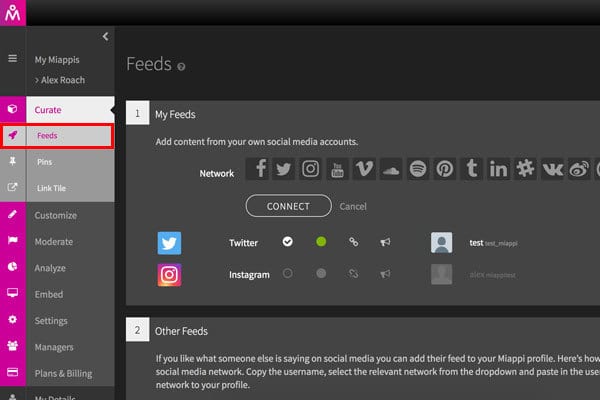 My Miappis
> Alex Roach
Curate
Feeds
Pins
Link Tile
Customize
Moderate
Analyze
Embed
Settings
Managers
Plans & Billing
My Details
Feeds ?
1 My Feeds
Add content from your own social media accounts.
Network
CONNECT Cancel
Twitter test test_miappi
Instagram alex miappitest
2 Other Feeds
If you like what someone else is saying on social media you can add their feed to your Miappi profile. Here's how
social media network. Copy the username, select the relevant network from the dropdown and paste in the use
network to your profile.